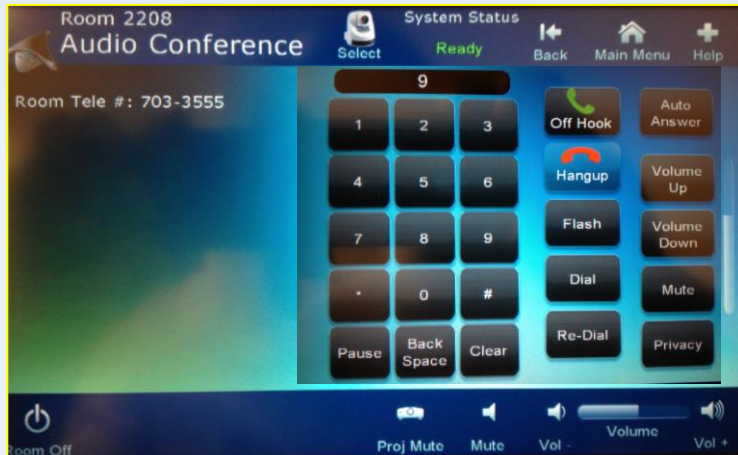 Room 2208
Audio Conference
Select
System Status
Ready
Back
Main Menu
Help
Room Tele #: 703-3555
9
1 2 3
4 5 6
7 8 9
· 0 #
Pause
Back
Space
Clear
Off Hook
Auto
Answer
Hangup
Volume
Up
Flash
Volume
Down
Dial
Mute
Re-Dial
Privacy
Room Off
Proj Mute
Mute
Vol -
Volume
Vol +